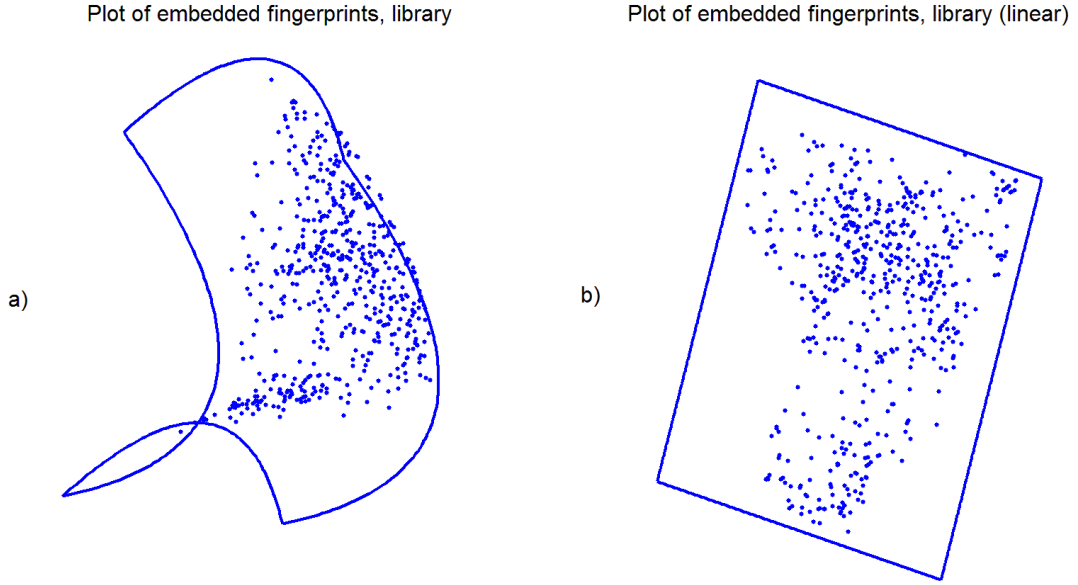 Plot of embedded fingerprints, library
Plot of embedded fingerprints, library (linear)
a)
b)